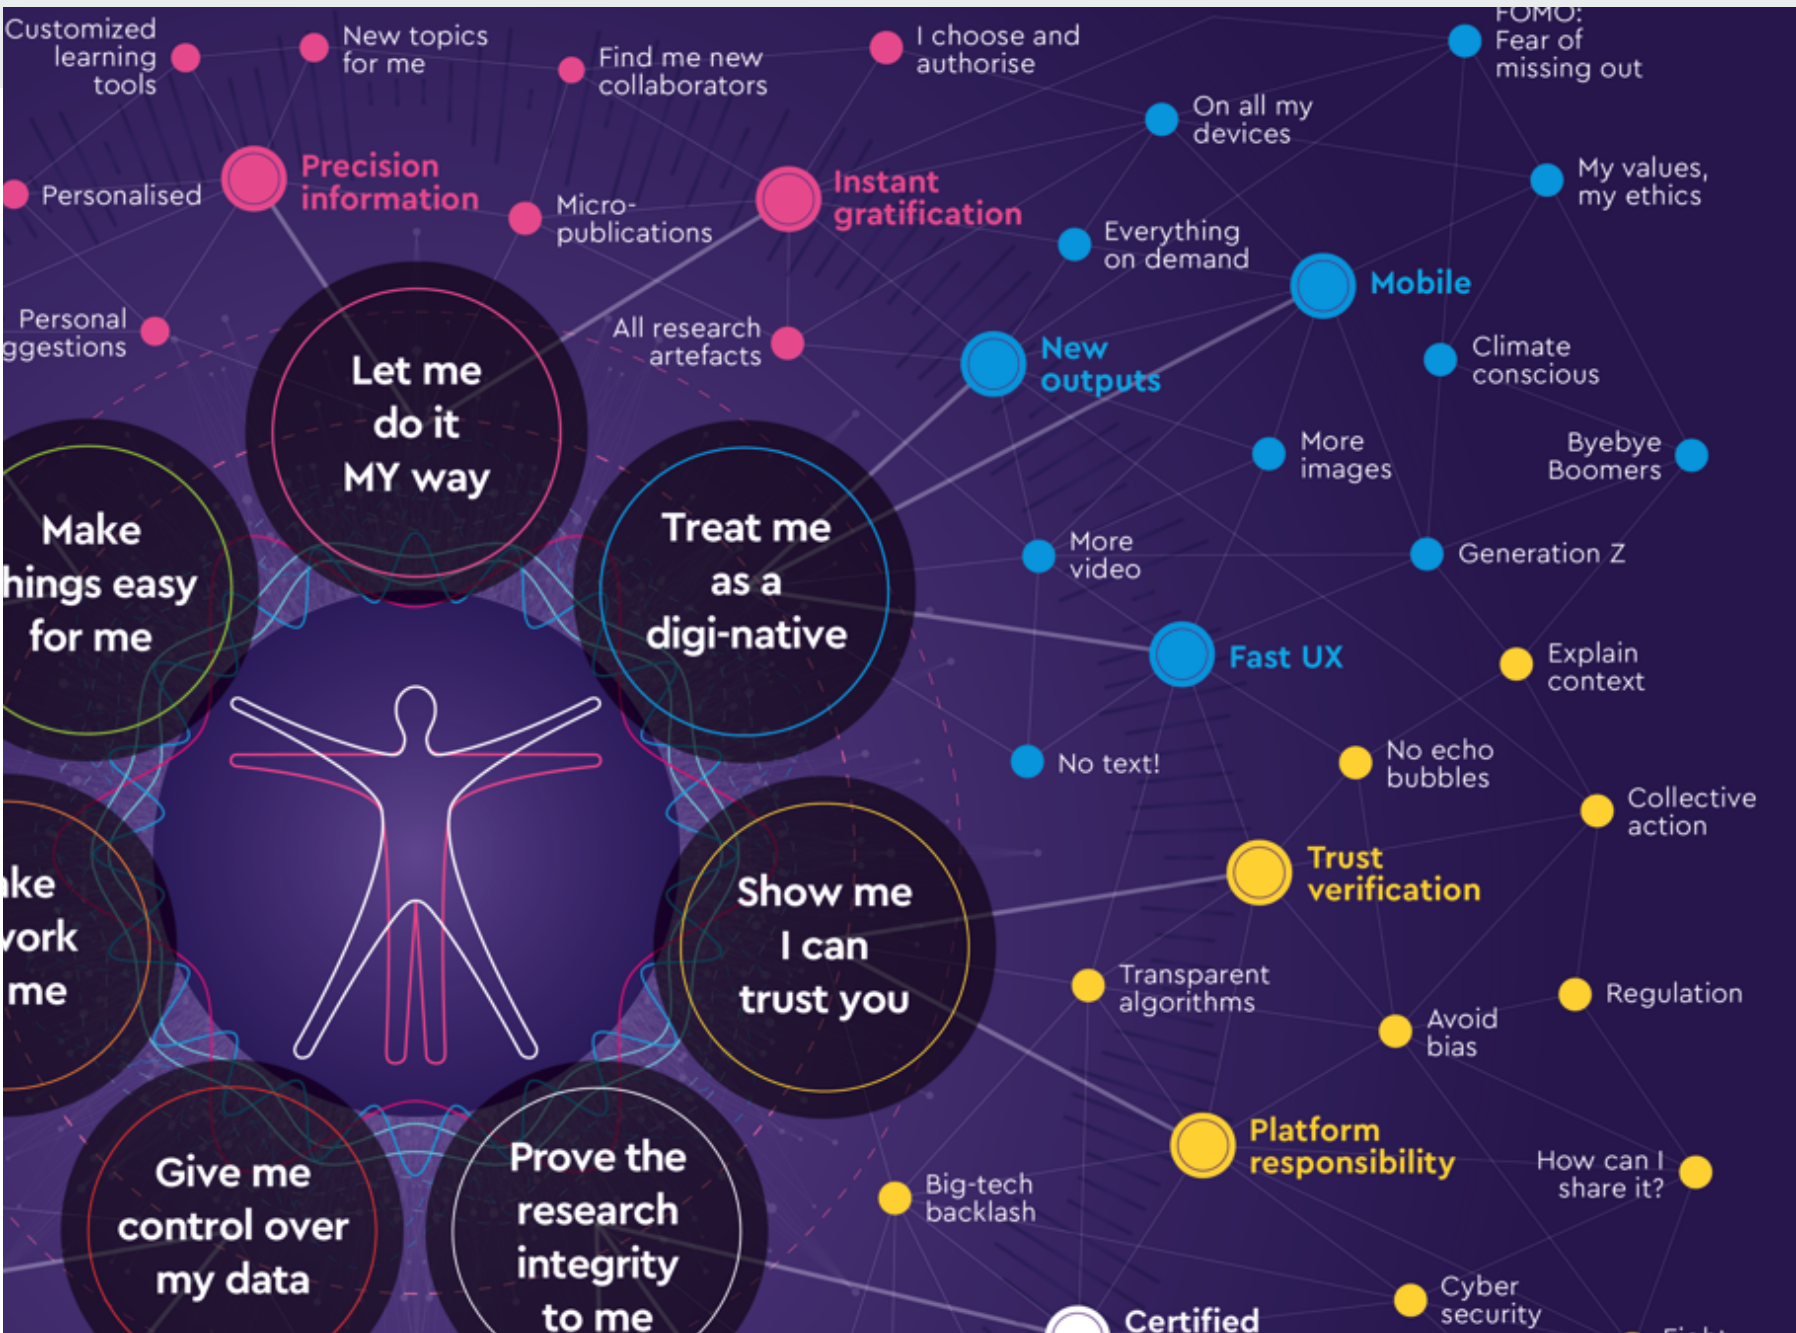 Customized
learning
tools
New topics
for me
Find me new
collaborators
I choose and
authorise
FOMO:
Fear of
missing out
On all my
devices
Precision
information
Personalised
Micro-
publications
Instant
gratification
My values,
my ethics
Everything
on demand
Mobile
Personal
ggestions
All research
artefacts
New
outputs
Climate
conscious
Let me
do it
MY way
More
images
Byebye
Boomers
Make
hings easy
for me
Treat me
as a
digi-native
More
video
Generation Z
Fast UX
Explain
context
No text!
No echo
bubbles
Collective
action
Trust
verification
ake
work
me
Show me
I can
trust you
Transparent
algorithms
Regulation
Avoid
bias
Platform
responsibility
How can I
share it?
Big-tech
backlash
Give me
control over
my data
Prove the
research
integrity
to me
Cyber
security
Certified